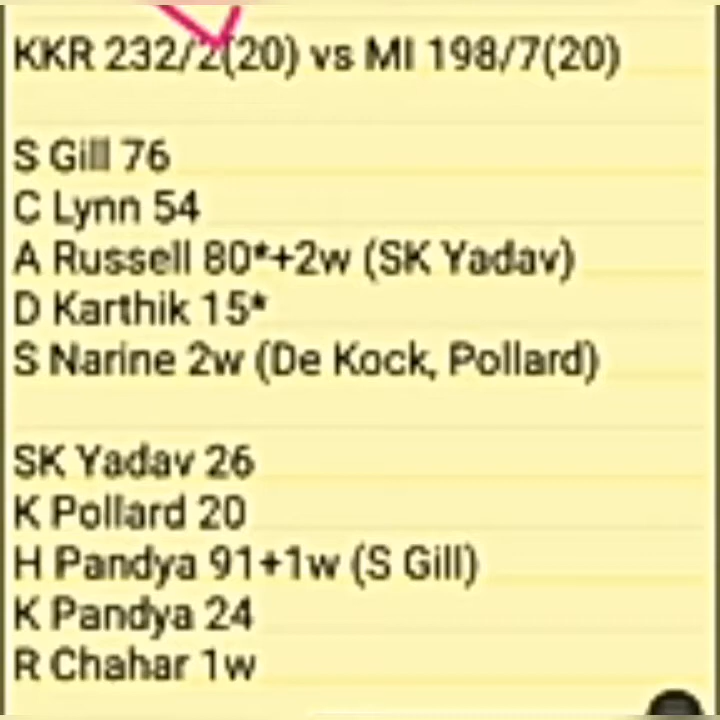 KKR 232/2(20) vs MI 198/7(20)
S Gill 76
C Lynn 54
A Russell 80*+2w (SK Yadav)
D Karthik 15*
S Narine 2w (De Kock, Pollard)
SK Yadav 26
K Pollard 20
H Pandya 91+1w (S Gill)
K Pandya 24
R Chahar 1w